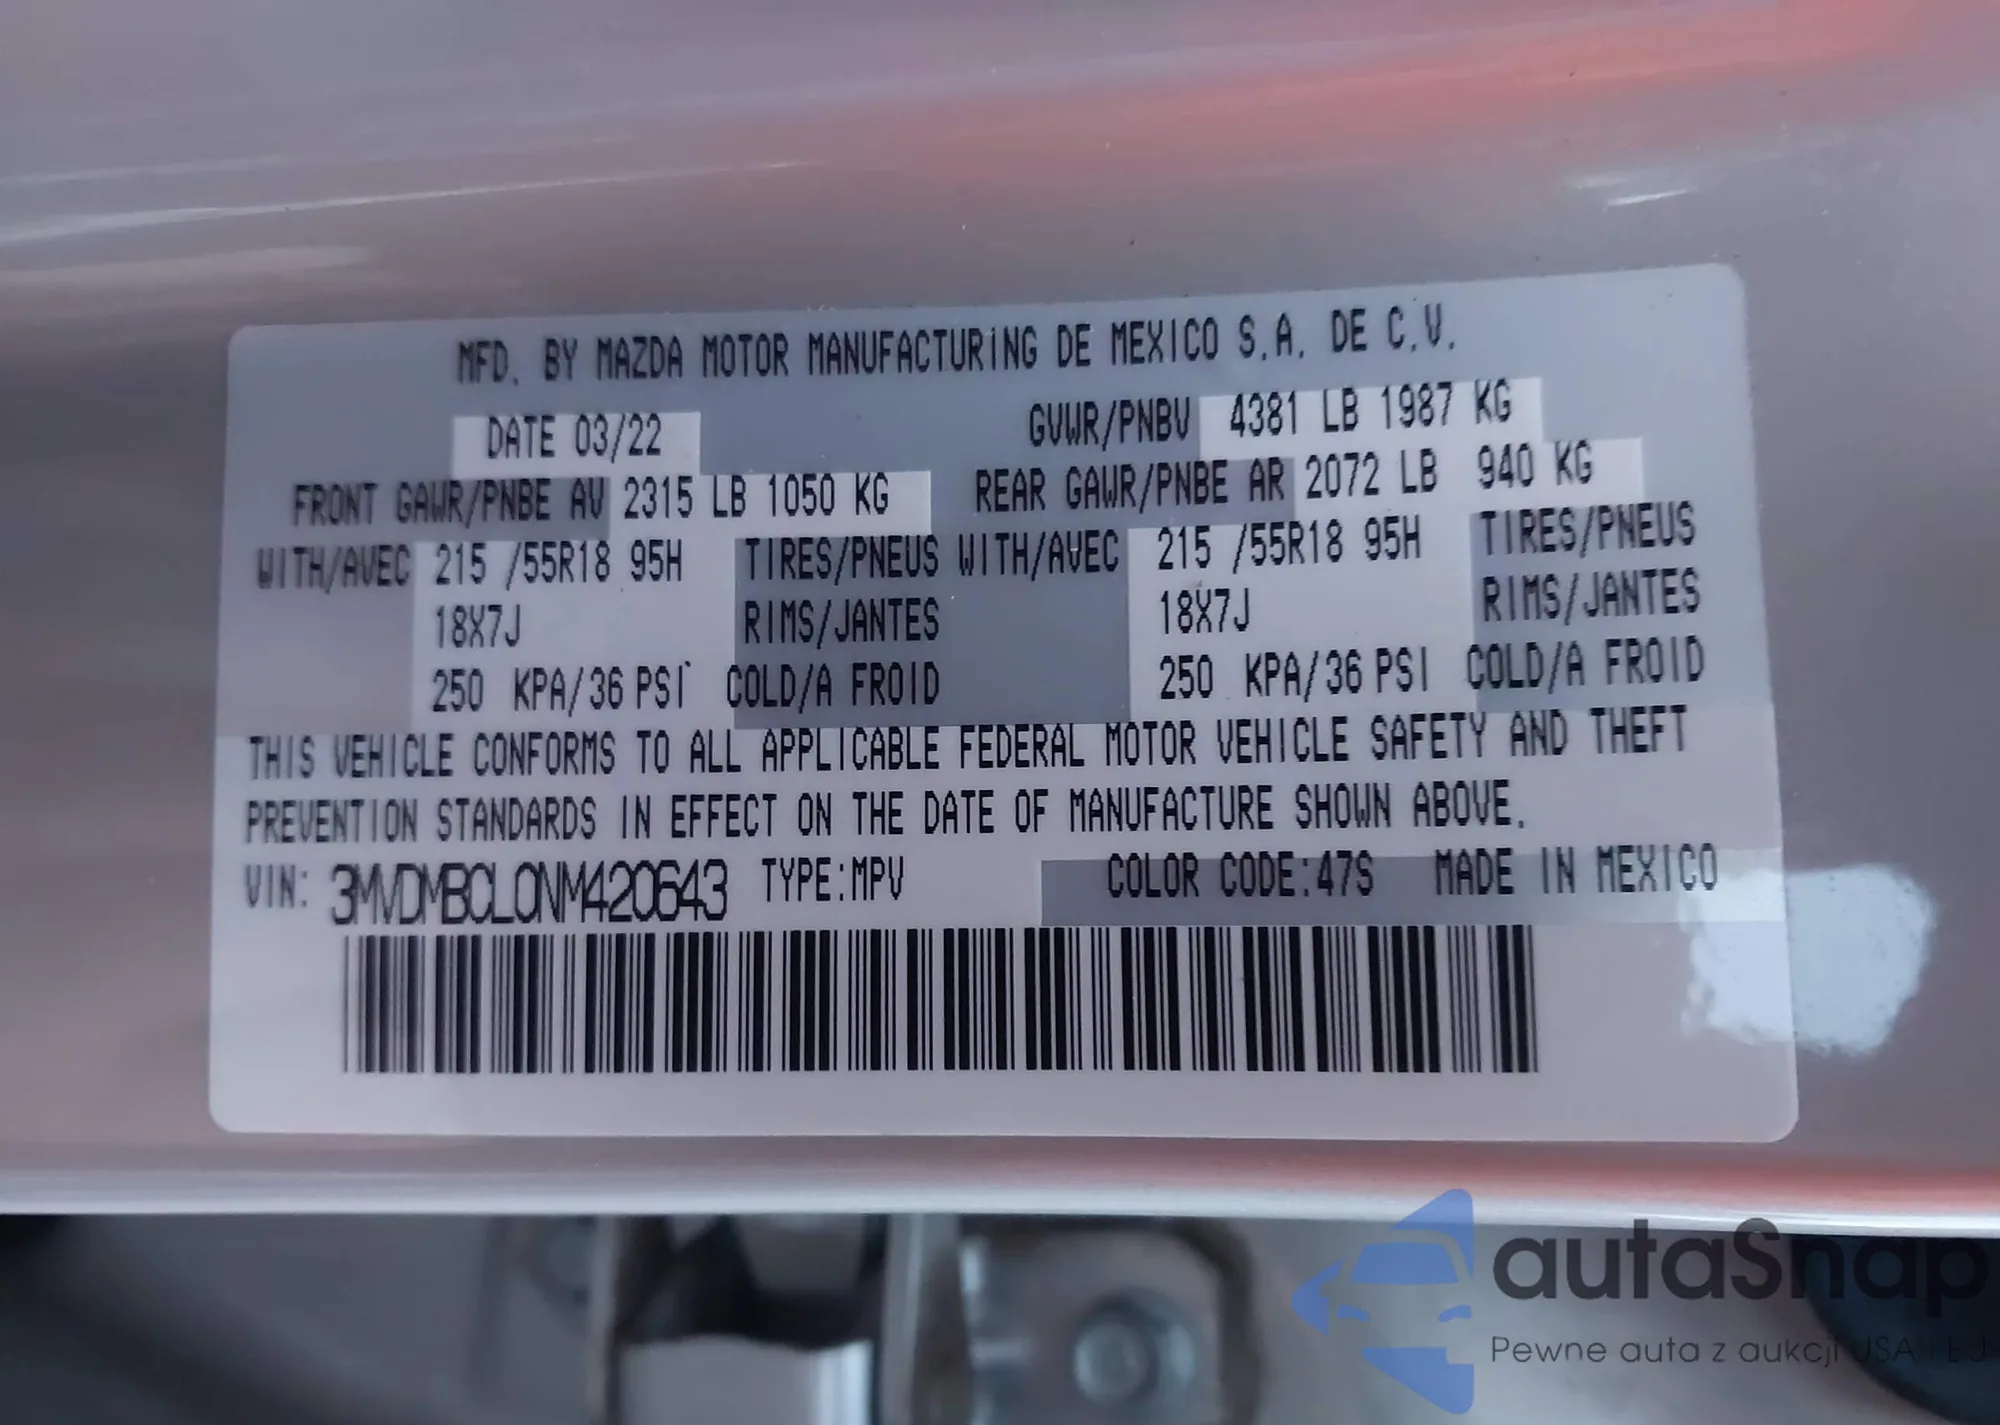 MFD. BY MAZDA MOTOR MANUFACTURING DE MEXICO S.A. DE C.V.
DATE 03/22 GVWR/PNBV 4381 LB 1987 KG
FRONT GAWR/PNBE AV 2315 LB 1050 KG REAR GAWR/PNBE AR 2072 LB 940 KG
WITH/AVEC 215 /55R18 95H TIRES/PNEUS WITH/AVEC 215 /55R18 95H TIRES/PNEUS
18X7J RIMS/JANTES 18X7J RIMS/JANTES
250 KPA/36 PSI COLD/A FROID 250 KPA/36 PSI COLD/A FROID
THIS VEHICLE CONFORMS TO ALL APPLICABLE FEDERAL MOTOR VEHICLE SAFETY AND THEFT
PREVENTION STANDARDS IN EFFECT ON THE DATE OF MANUFACTURE SHOWN ABOVE.
VIN: 3MVDMBCL0NM420643 TYPE:MPV COLOR CODE:47S MADE IN MEXICO
autaSnap
Pewne auta z aukcji USA i EU